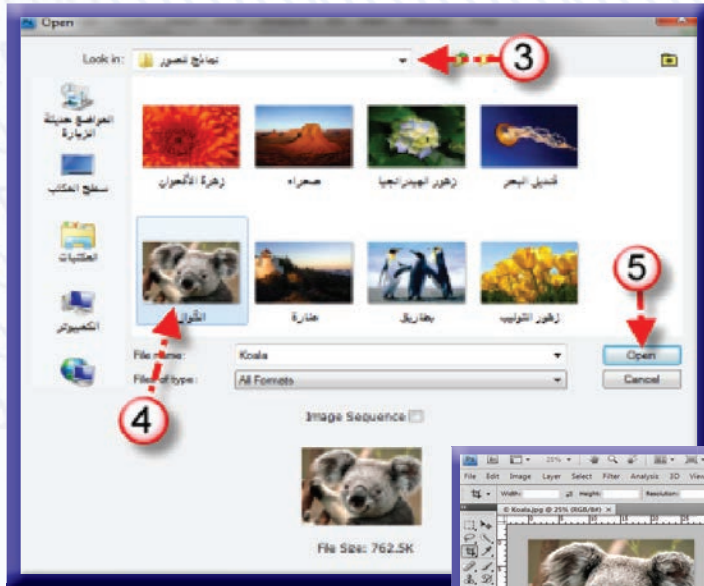 Open
Look in:
نماذج للصور
3
المواضع حديثة
الزيارة
سطح المكتب
المكتبات
الكمبيوتر
زهرة الأقحوان
صحراء
زهور الهيدرانجيا
قنديل البحر
الكوالا
منارة
بطاريق
زهور التوليب
4
5
File name:
Koala
Open
Files of type:
All Formats
Cancel
Image Sequence
File Size: 762.5K
25%
File Edit Image Layer Select Filter Analysis 3D View
Width: Height: Resolution:
Koala.jpg @ 25% (RGB/8#)